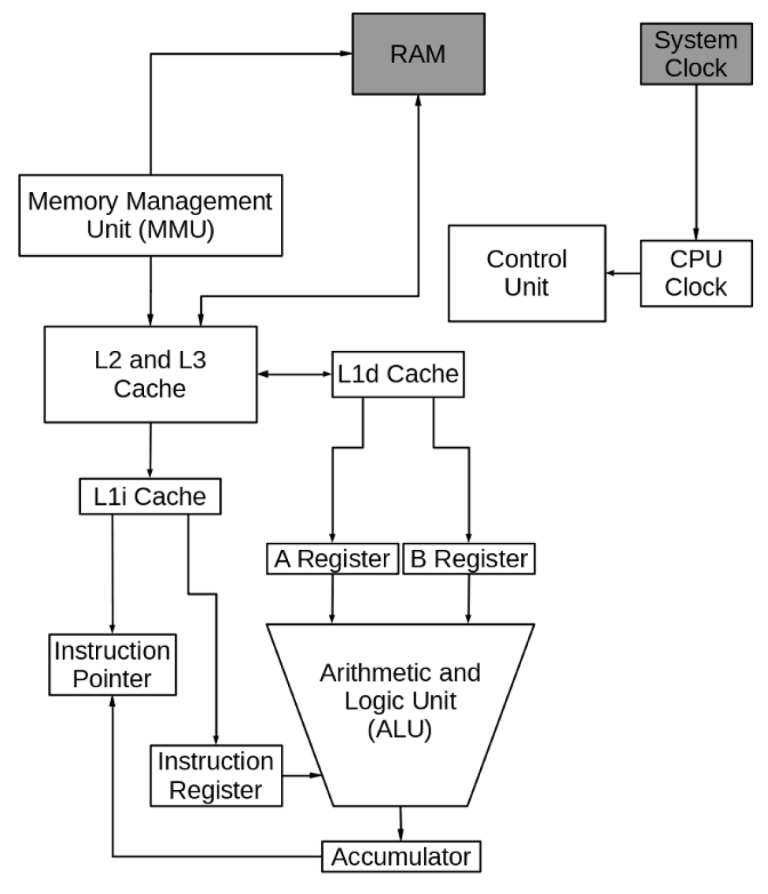 RAM
System
Clock
Memory Management
Unit (MMU)
Control
Unit
CPU
Clock
L2 and L3
Cache
L1d Cache
L1i Cache
A Register
B Register
Instruction
Pointer
Arithmetic and
Logic Unit
(ALU)
Instruction
Register
Accumulator